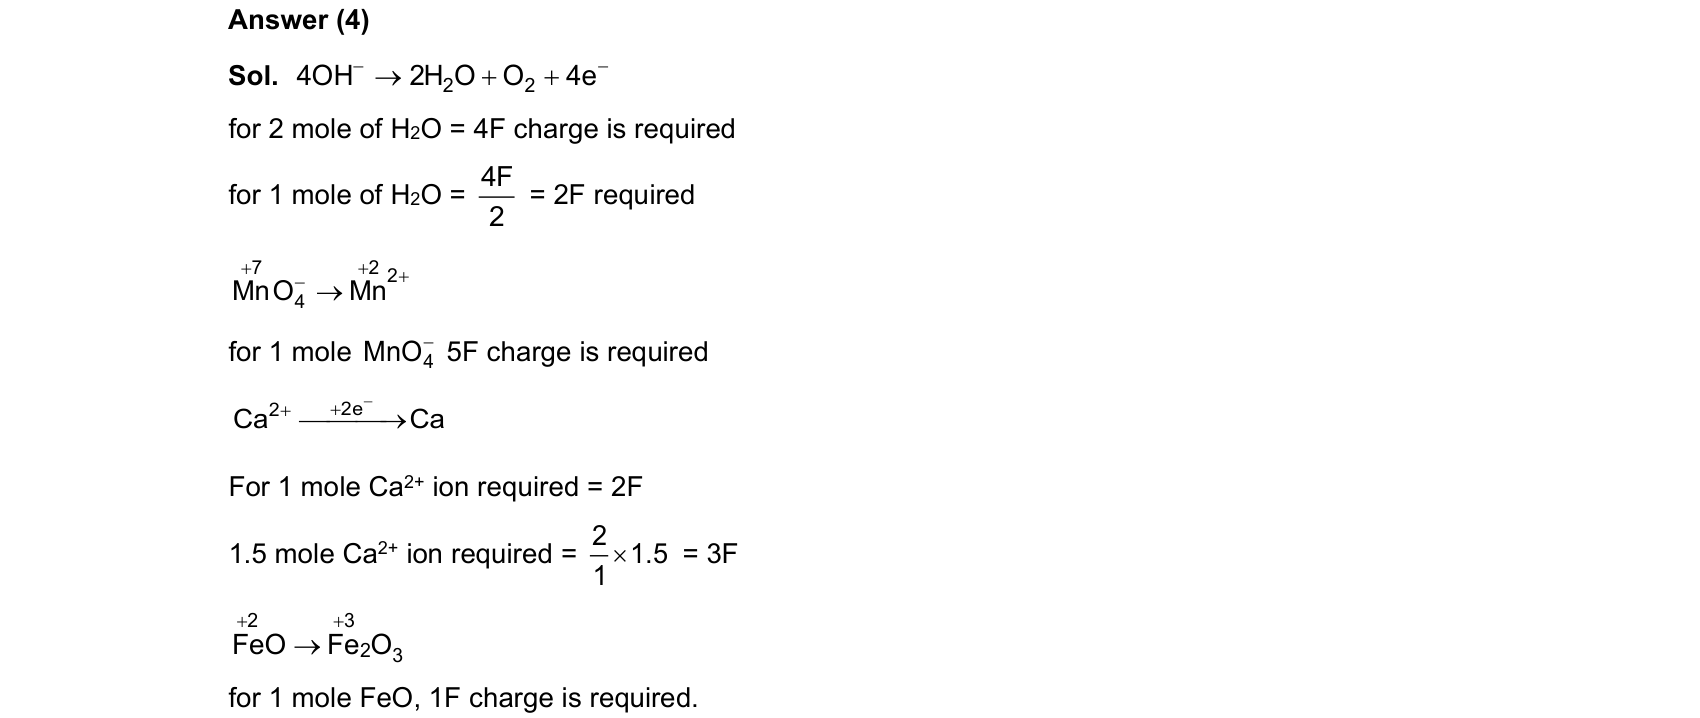 Answer (4)
Sol. 4OH⁻ → 2H₂O + O₂ + 4e⁻
for 2 mole of H₂O = 4F charge is required
for 1 mole of H₂O = 4F/2 = 2F required
+7 +2
MnO₄⁻ → Mn²⁺
for 1 mole MnO₄⁻ 5F charge is required
Ca²⁺ +2e⁻→ Ca
For 1 mole Ca²⁺ ion required = 2F
1.5 mole Ca²⁺ ion required = 2/1 × 1.5 = 3F
+2 +3
FeO → Fe₂O₃
for 1 mole FeO, 1F charge is required.